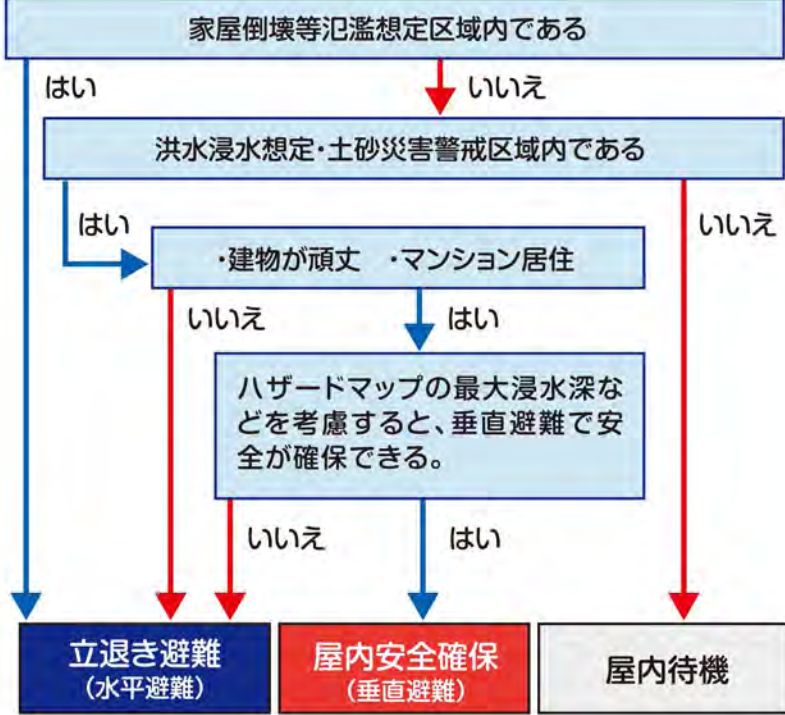 家屋倒壊等氾濫想定区域内である
はい
いいえ
洪水浸水想定・土砂災害警戒区域内である
はい
いいえ
・建物が頑丈　・マンション居住
いいえ
はい
ハザードマップの最大浸水深な
どを考慮すると、垂直避難で安
全が確保できる。
いいえ
はい
立退き避難
(水平避難)
屋内安全確保
(垂直避難)
屋内待機